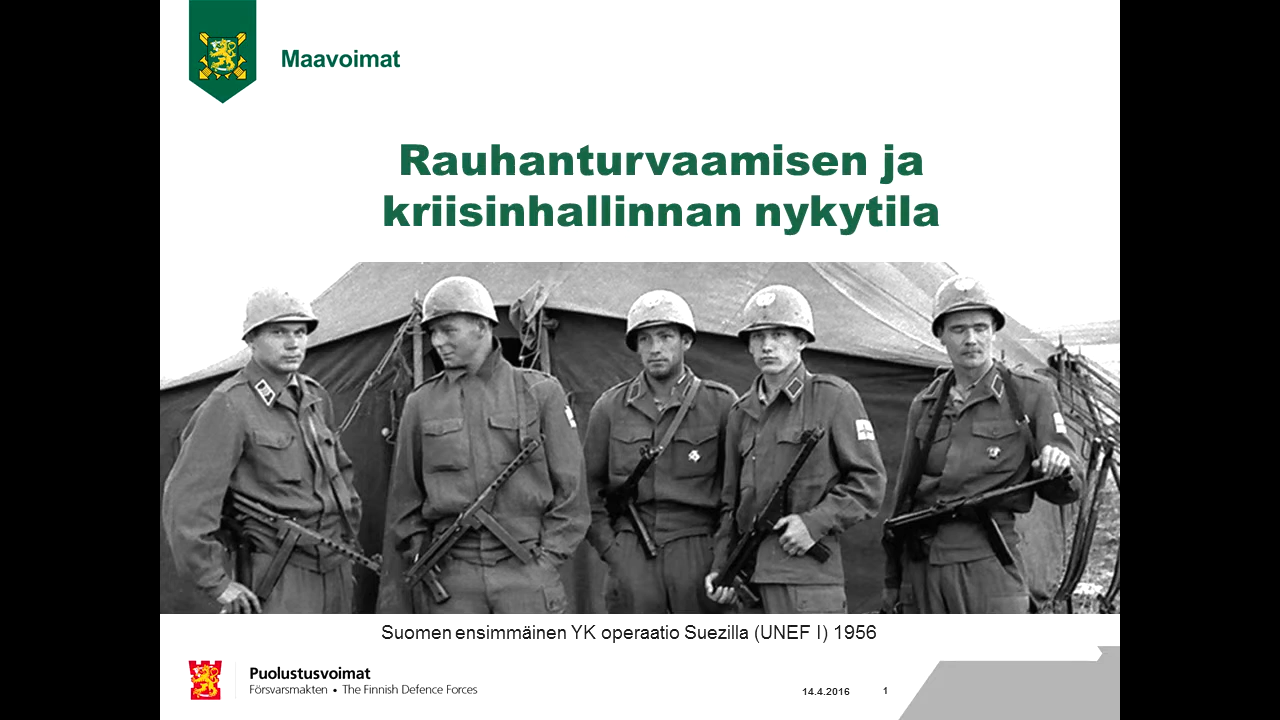 Maavoimat
Rauhanturvaamisen ja
kriisinhallinnan nykytila
Suomen ensimmäinen YK operaatio Suezilla (UNEF I) 1956
Puolustusvoimat
Försvarsmakten • The Finnish Defence Forces
14.4.2016
1